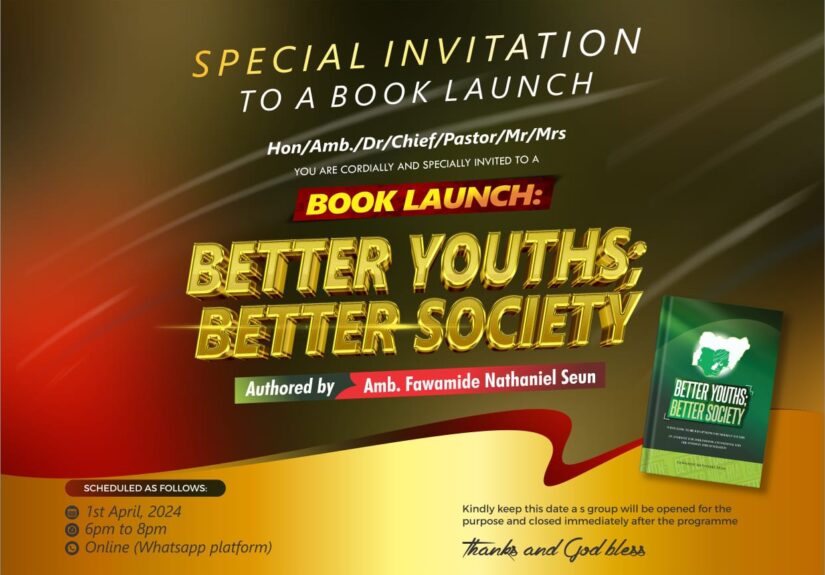 SPECIAL INVITATION
TO A BOOK LAUNCH
Hon/Amb./Dr/Chief/Pastor/Mr/Mrs
YOU ARE CORDIALLY AND SPECIALLY INVITED TO A
BOOK LAUNCH:
BETTER YOUTHS;
BETTER SOCIETY
Authored by Amb. Fawamide Nathaniel Seun
BETTER YOUTHS;
BETTER SOCIETY
SCHEDULED AS FOLLOWS:
1st April, 2024
6pm to 8pm
Online (Whatsapp platform)
Kindly keep this date a s group will be opened for the
purpose and closed immediately after the programme
Thanks and God bless